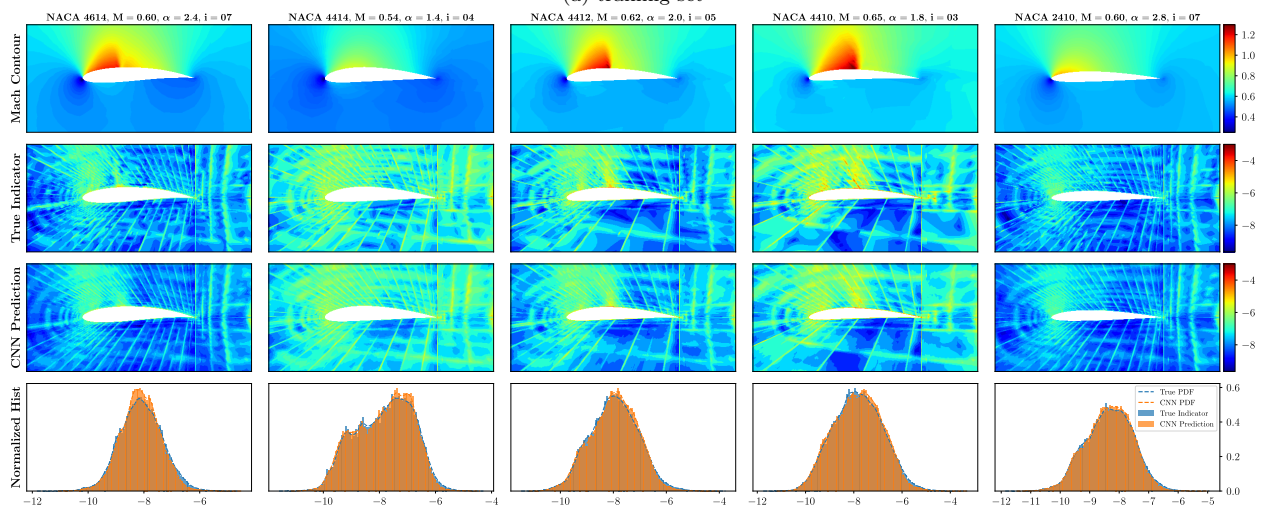 (a) training set
NACA 4614, M = 0.60, α = 2.4, i = 07
NACA 4414, M = 0.54, α = 1.4, i = 04
NACA 4412, M = 0.62, α = 2.0, i = 05
NACA 4410, M = 0.65, α = 1.8, i = 03
NACA 2410, M = 0.60, α = 2.8, i = 07
Mach Contour
1.2
1.0
0.8
0.6
0.4
True Indicator
−4
−6
−8
CNN Prediction
−4
−6
−8
Normalized Hist
True PDF
CNN PDF
True Indicator
CNN Prediction
0.6
0.4
0.2
0.0
−12 −10 −8 −6
−10 −8 −6 −4
−10 −8 −6
−10 −8 −6 −4
−12 −11 −10 −9 −8 −7 −6 −5